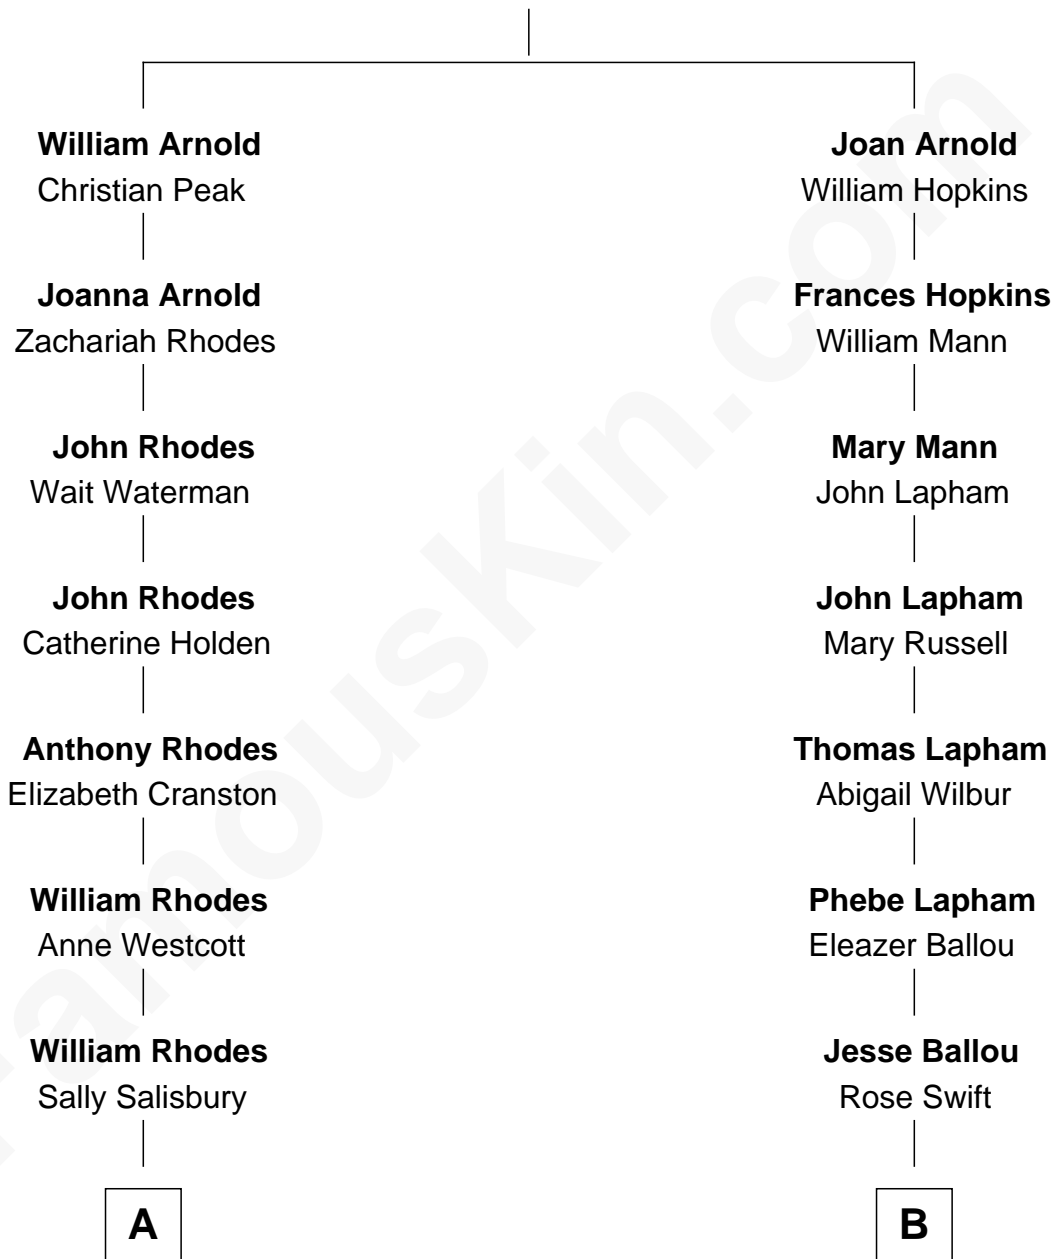 William Arnold
Christian Peak
Joan Arnold
William Hopkins
Joanna Arnold
Zachariah Rhodes
Frances Hopkins
William Mann
John Rhodes
Wait Waterman
Mary Mann
John Lapham
John Rhodes
Catherine Holden
John Lapham
Mary Russell
Anthony Rhodes
Elizabeth Cranston
Thomas Lapham
Abigail Wilbur
William Rhodes
Anne Westcott
Phebe Lapham
Eleazer Ballou
William Rhodes
Sally Salisbury
Jesse Ballou
Rose Swift
A
B
FamousKin.com